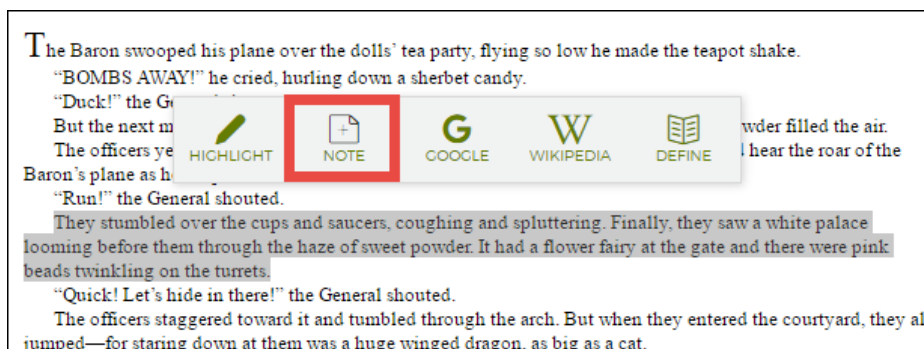 The Baron swooped his plane over the dolls’ tea party, flying so low he made the teapot shake.
“BOMBS AWAY!” he cried, hurling down a sherbet candy.
“Duck!” the
But the next wder filled the air.
The officers hear the roar of the
Baron’s plane as
HIGHLIGHT NOTE GOOGLE WIKIPEDIA DEFINE
“Run!” the General shouted.
They stumbled over the cups and saucers, coughing and spluttering. Finally, they saw a white palace
looming before them through the haze of sweet powder. It had a flower fairy at the gate and there were pink
beads twinkling on the turrets.
“Quick! Let’s hide in there!” the General shouted.
The officers staggered toward it and tumbled through the arch. But when they entered the courtyard, they al
jumped—for staring down at them was a huge winged dragon, as big as a cat.